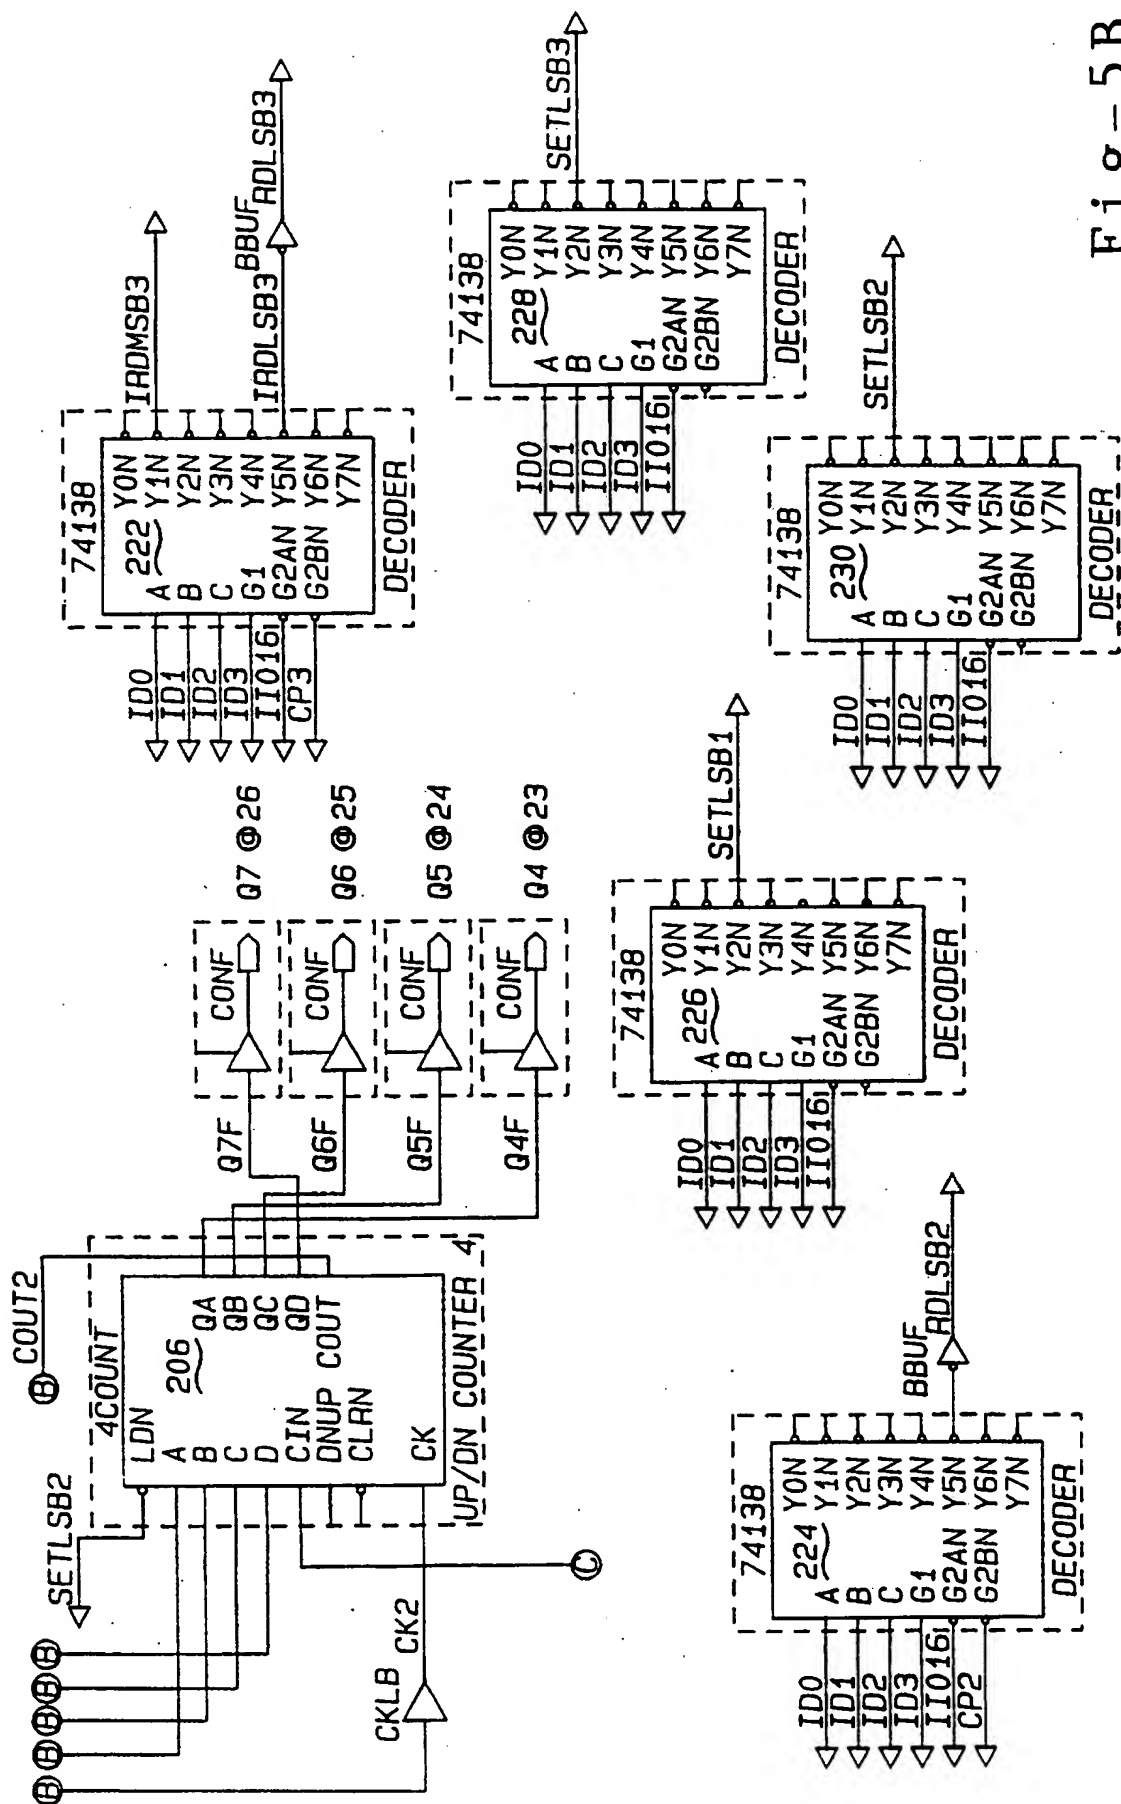 COUT2
SETLSB2
B
B
B
B
B
B
4COUNT
206
LDN
A
B
C
D
CIN
DNUP
CLRN
CK
QA
QB
QC
QD
COUT
UP/DN COUNTER
4
CKLB
CK2
C
Q7F
Q6F
Q5F
Q4F
CONF
CONF
CONF
CONF
Q7 @26
Q6 @25
Q5 @24
Q4 @23
74138
222
ID0
ID1
ID2
ID3
IIO16
CP3
A
B
C
G1
G2AN
G2BN
Y0N
Y1N
Y2N
Y3N
Y4N
Y5N
Y6N
Y7N
DECODER
IRDMSB3
IRDLSB3
BBUF
RDLSB3
74138
228
ID0
ID1
ID2
ID3
IIO16
A
B
C
G1
G2AN
G2BN
Y0N
Y1N
Y2N
Y3N
Y4N
Y5N
Y6N
Y7N
DECODER
SETLSB3
74138
224
ID0
ID1
ID2
ID3
IIO16
CP2
A
B
C
G1
G2AN
G2BN
Y0N
Y1N
Y2N
Y3N
Y4N
Y5N
Y6N
Y7N
DECODER
BBUF
RDLSB2
74138
226
ID0
ID1
ID2
ID3
IIO16
A
B
C
G1
G2AN
G2BN
Y0N
Y1N
Y2N
Y3N
Y4N
Y5N
Y6N
Y7N
DECODER
SETLSB1
74138
230
ID0
ID1
ID2
ID3
IIO16
A
B
C
G1
G2AN
G2BN
Y0N
Y1N
Y2N
Y3N
Y4N
Y5N
Y6N
Y7N
DECODER
SETLSB2
Fig-5B